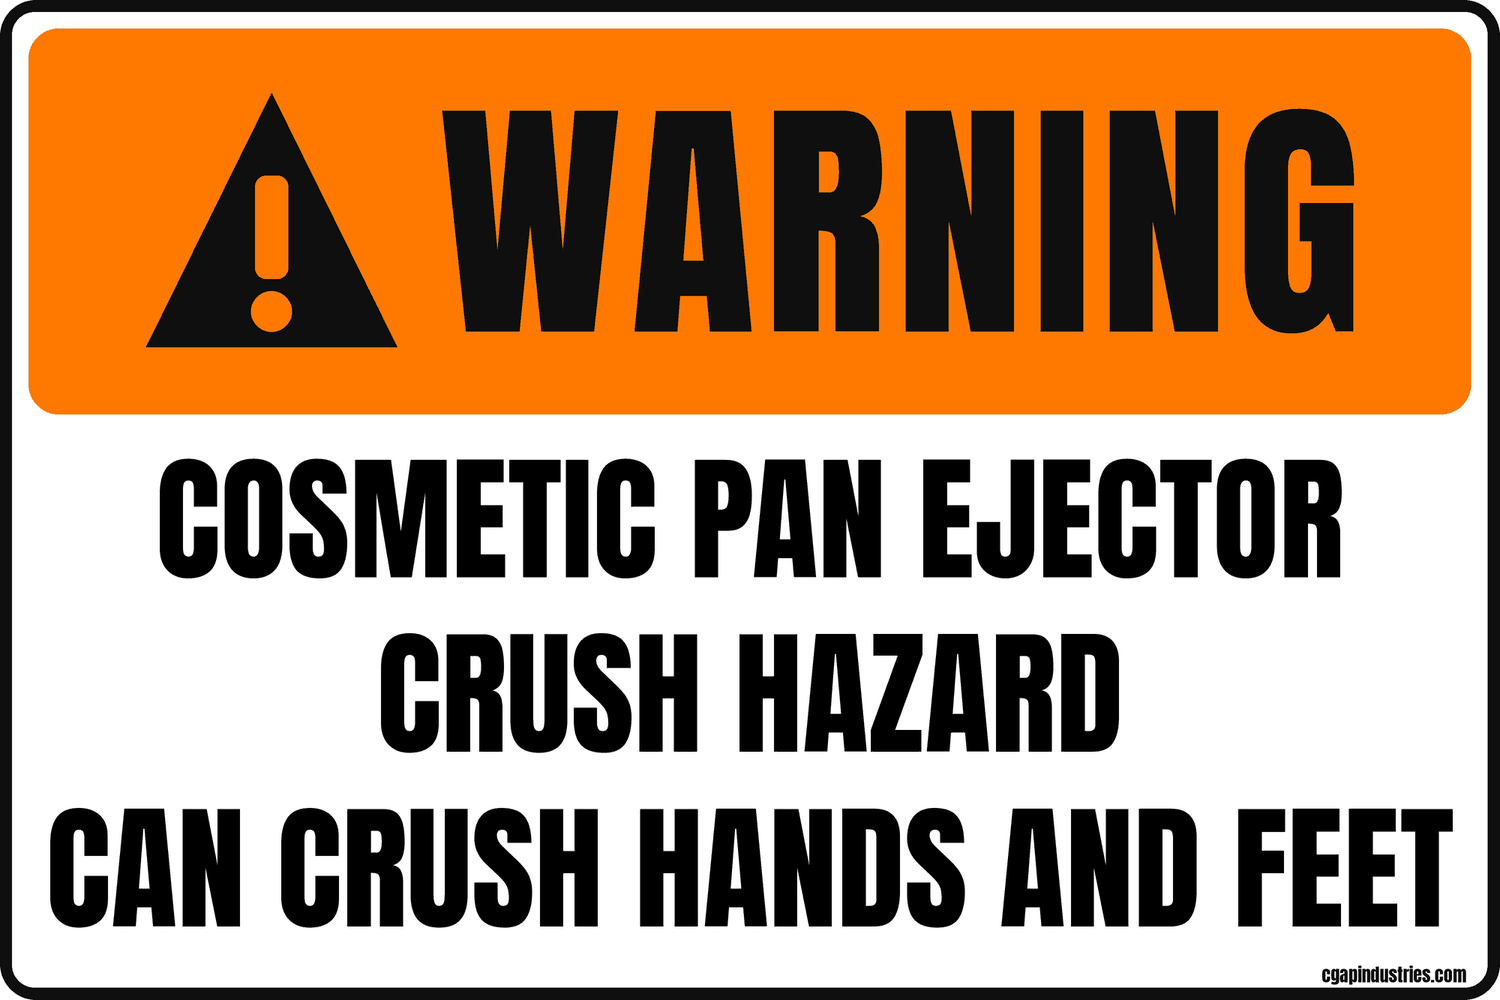 WARNING
COSMETIC PAN EJECTOR
CRUSH HAZARD
CAN CRUSH HANDS AND FEET
cgapindustries.com